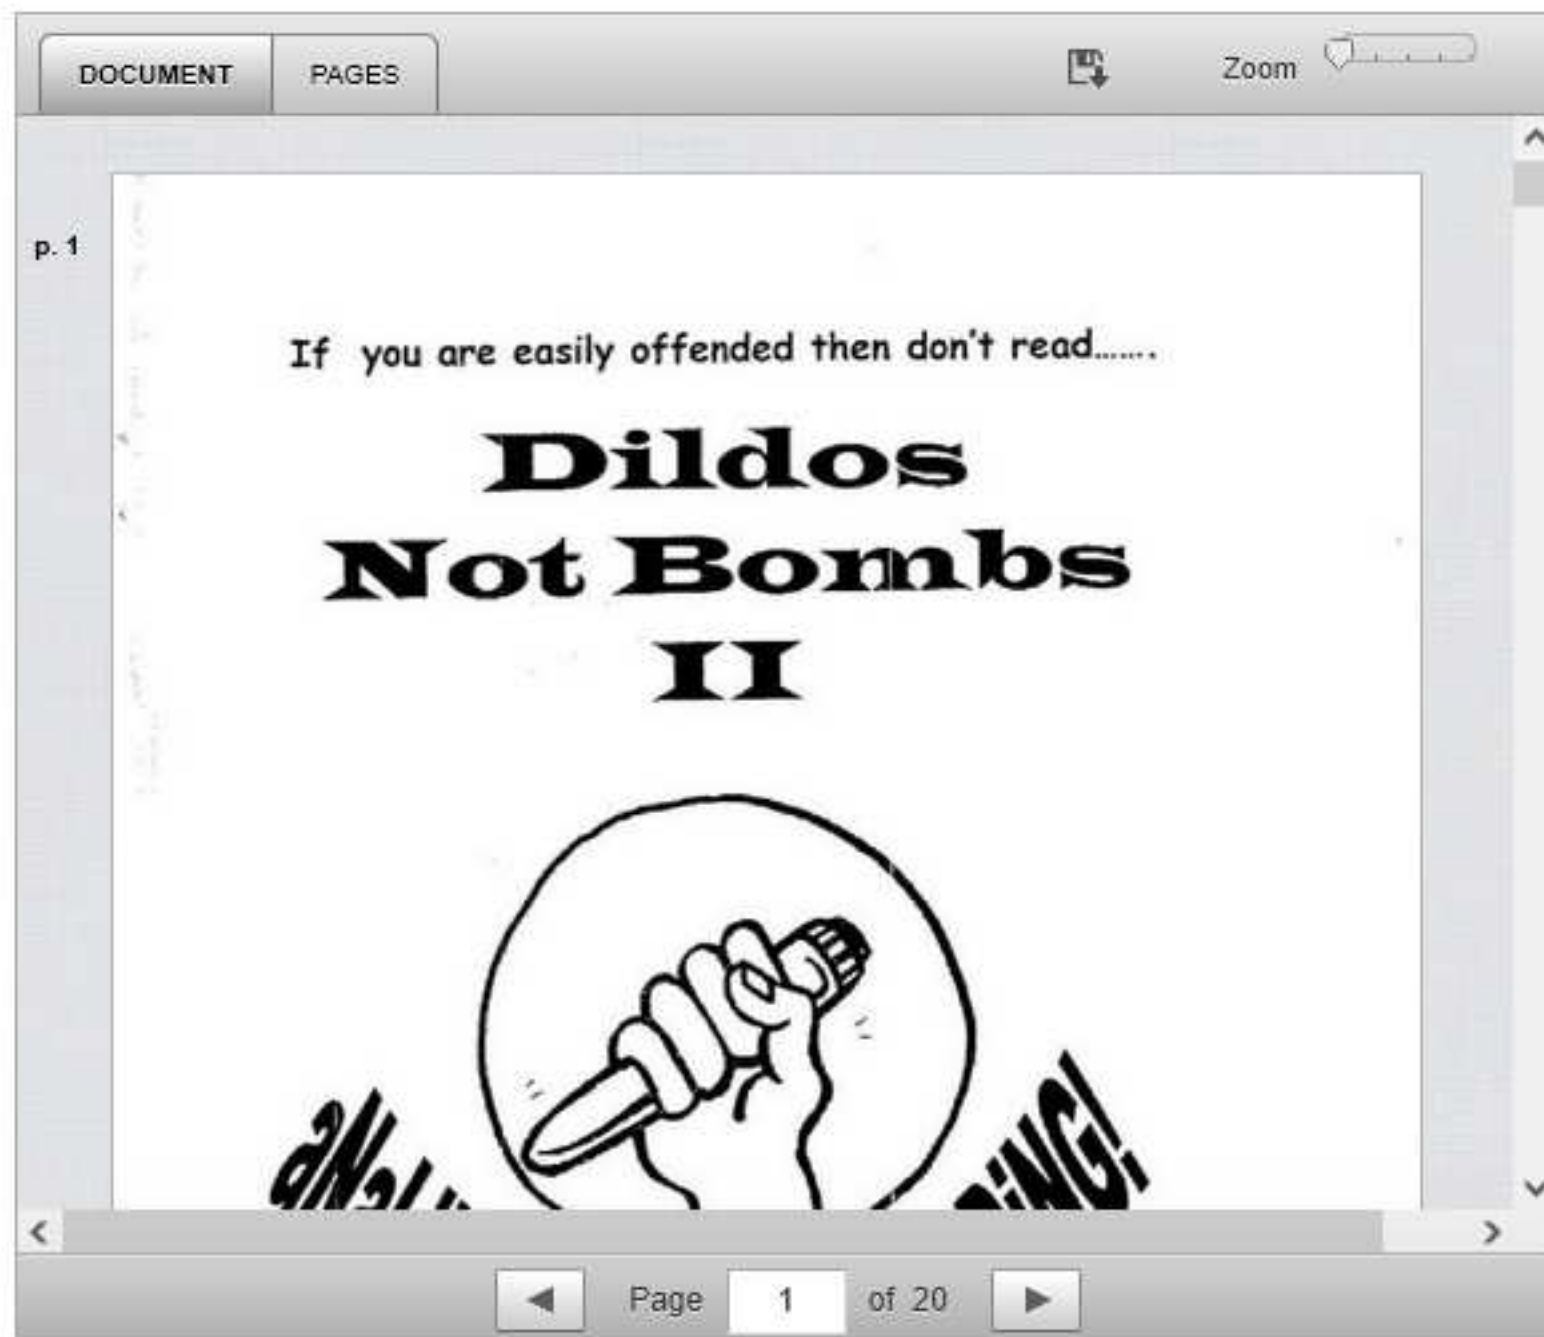 DOCUMENT
PAGES
Zoom
p. 1
If you are easily offended then don't read.......
Dildos
Not Bombs
II
Page 1 of 20